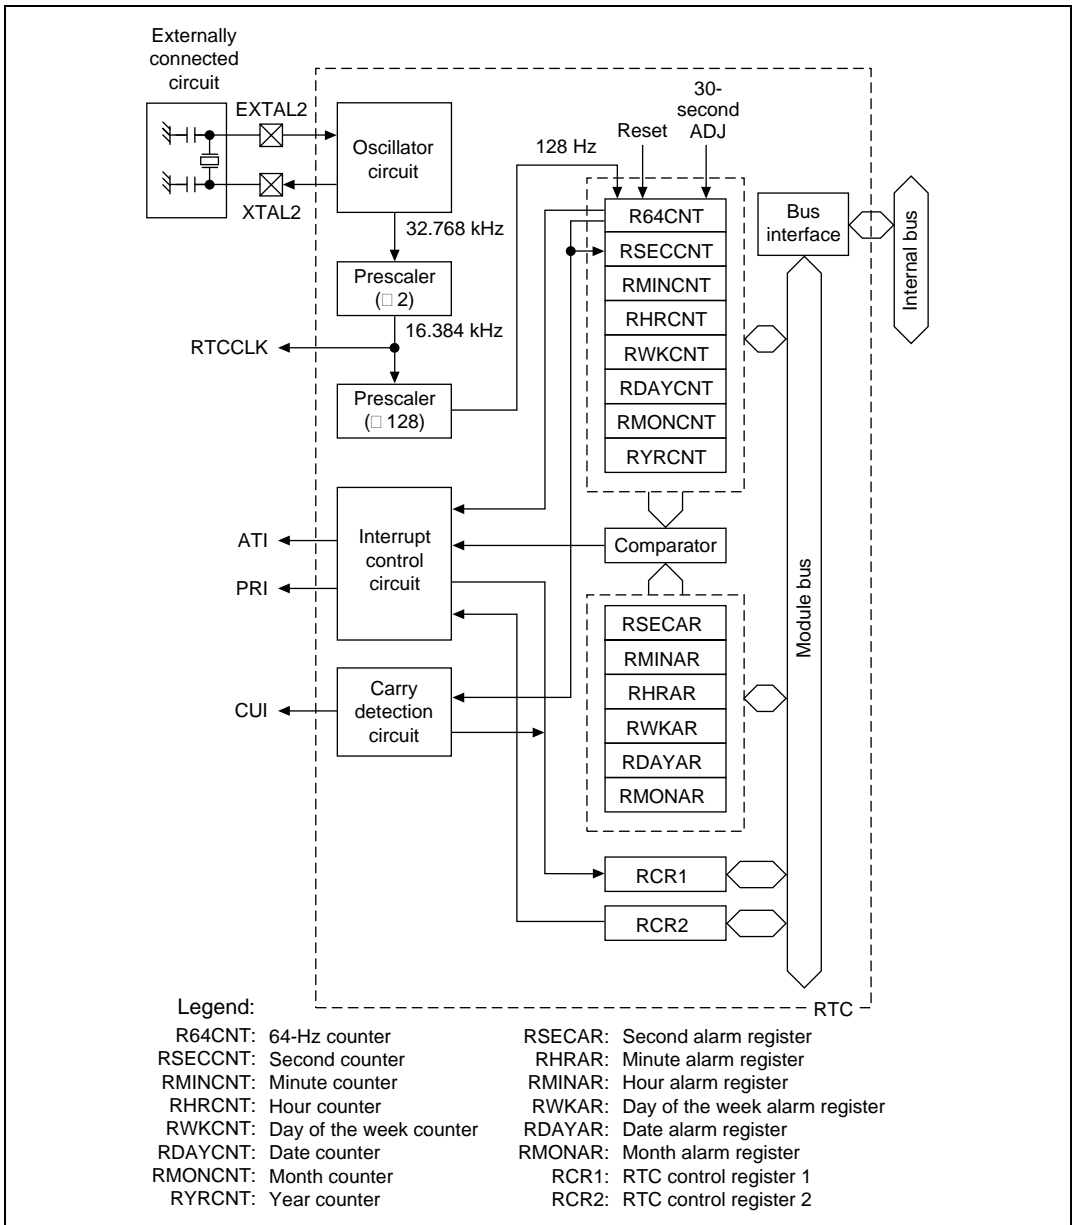 Externally
connected
circuit
EXTAL2
XTAL2
Oscillator
circuit
32.768 kHz
Prescaler
(□ 2)
16.384 kHz
RTCCLK
Prescaler
(□ 128)
128 Hz
Reset
30-
second
ADJ
R64CNT
RSECCNT
RMINCNT
RHRCNT
RWKCNT
RDAYCNT
RMONCNT
RYRCNT
Bus
interface
Internal bus
Module bus
ATI
PRI
Interrupt
control
circuit
Comparator
CUI
Carry
detection
circuit
RSECAR
RMINAR
RHRAR
RWKAR
RDAYAR
RMONAR
RCR1
RCR2
RTC
Legend:
R64CNT: 64-Hz counter
RSECCNT: Second counter
RMINCNT: Minute counter
RHRCNT: Hour counter
RWKCNT: Day of the week counter
RDAYCNT: Date counter
RMONCNT: Month counter
RYRCNT: Year counter
RSECAR: Second alarm register
RHRAR: Minute alarm register
RMINAR: Hour alarm register
RWKAR: Day of the week alarm register
RDAYAR: Date alarm register
RMONAR: Month alarm register
RCR1: RTC control register 1
RCR2: RTC control register 2